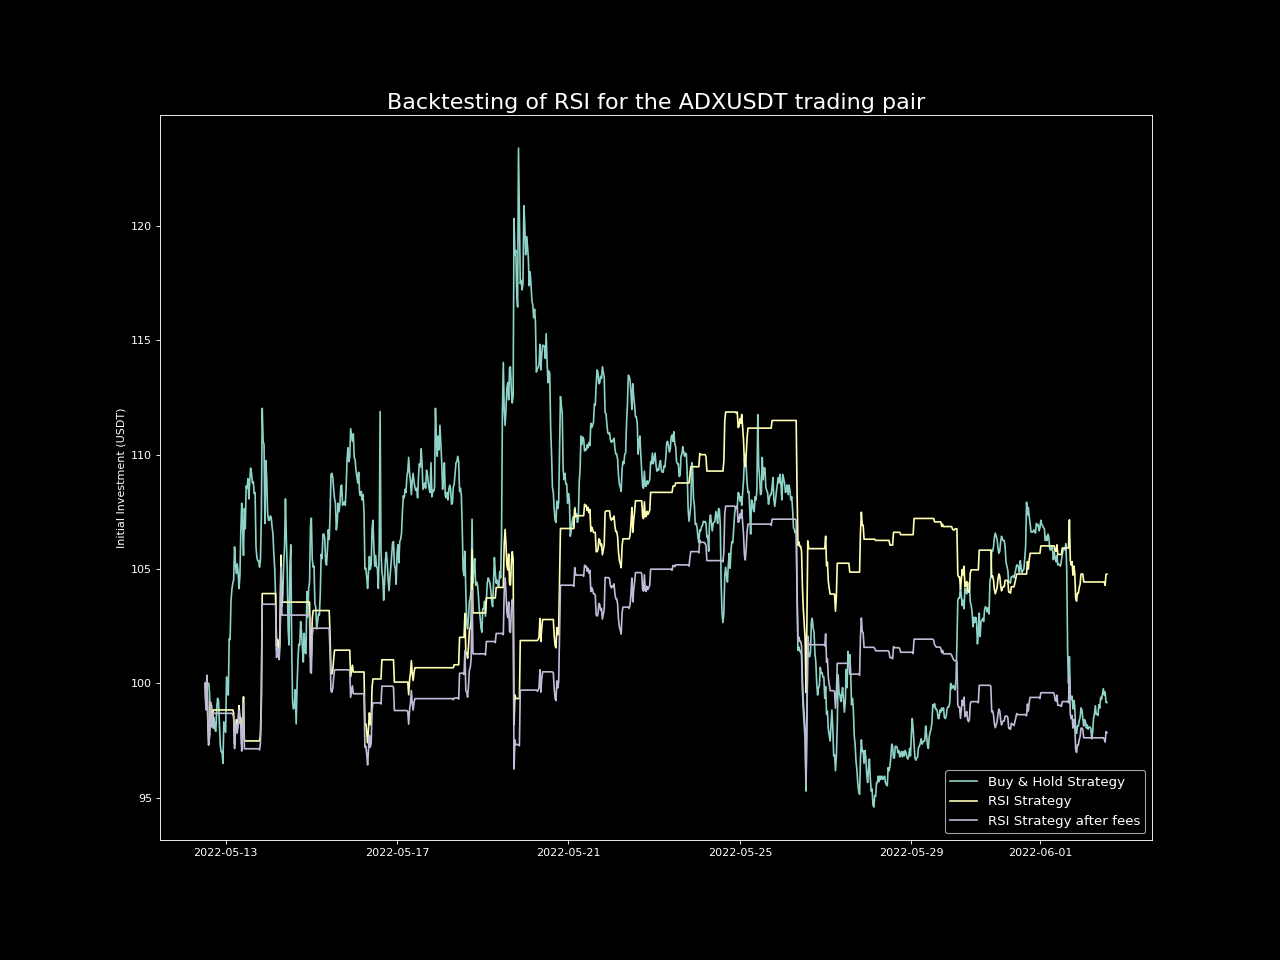 Backtesting of RSI for the ADXUSDT trading pair
Initial Investment (USDT)
120
115
110
105
100
95
2022-05-13
2022-05-17
2022-05-21
2022-05-25
2022-05-29
2022-06-01
Buy & Hold Strategy
RSI Strategy
RSI Strategy after fees